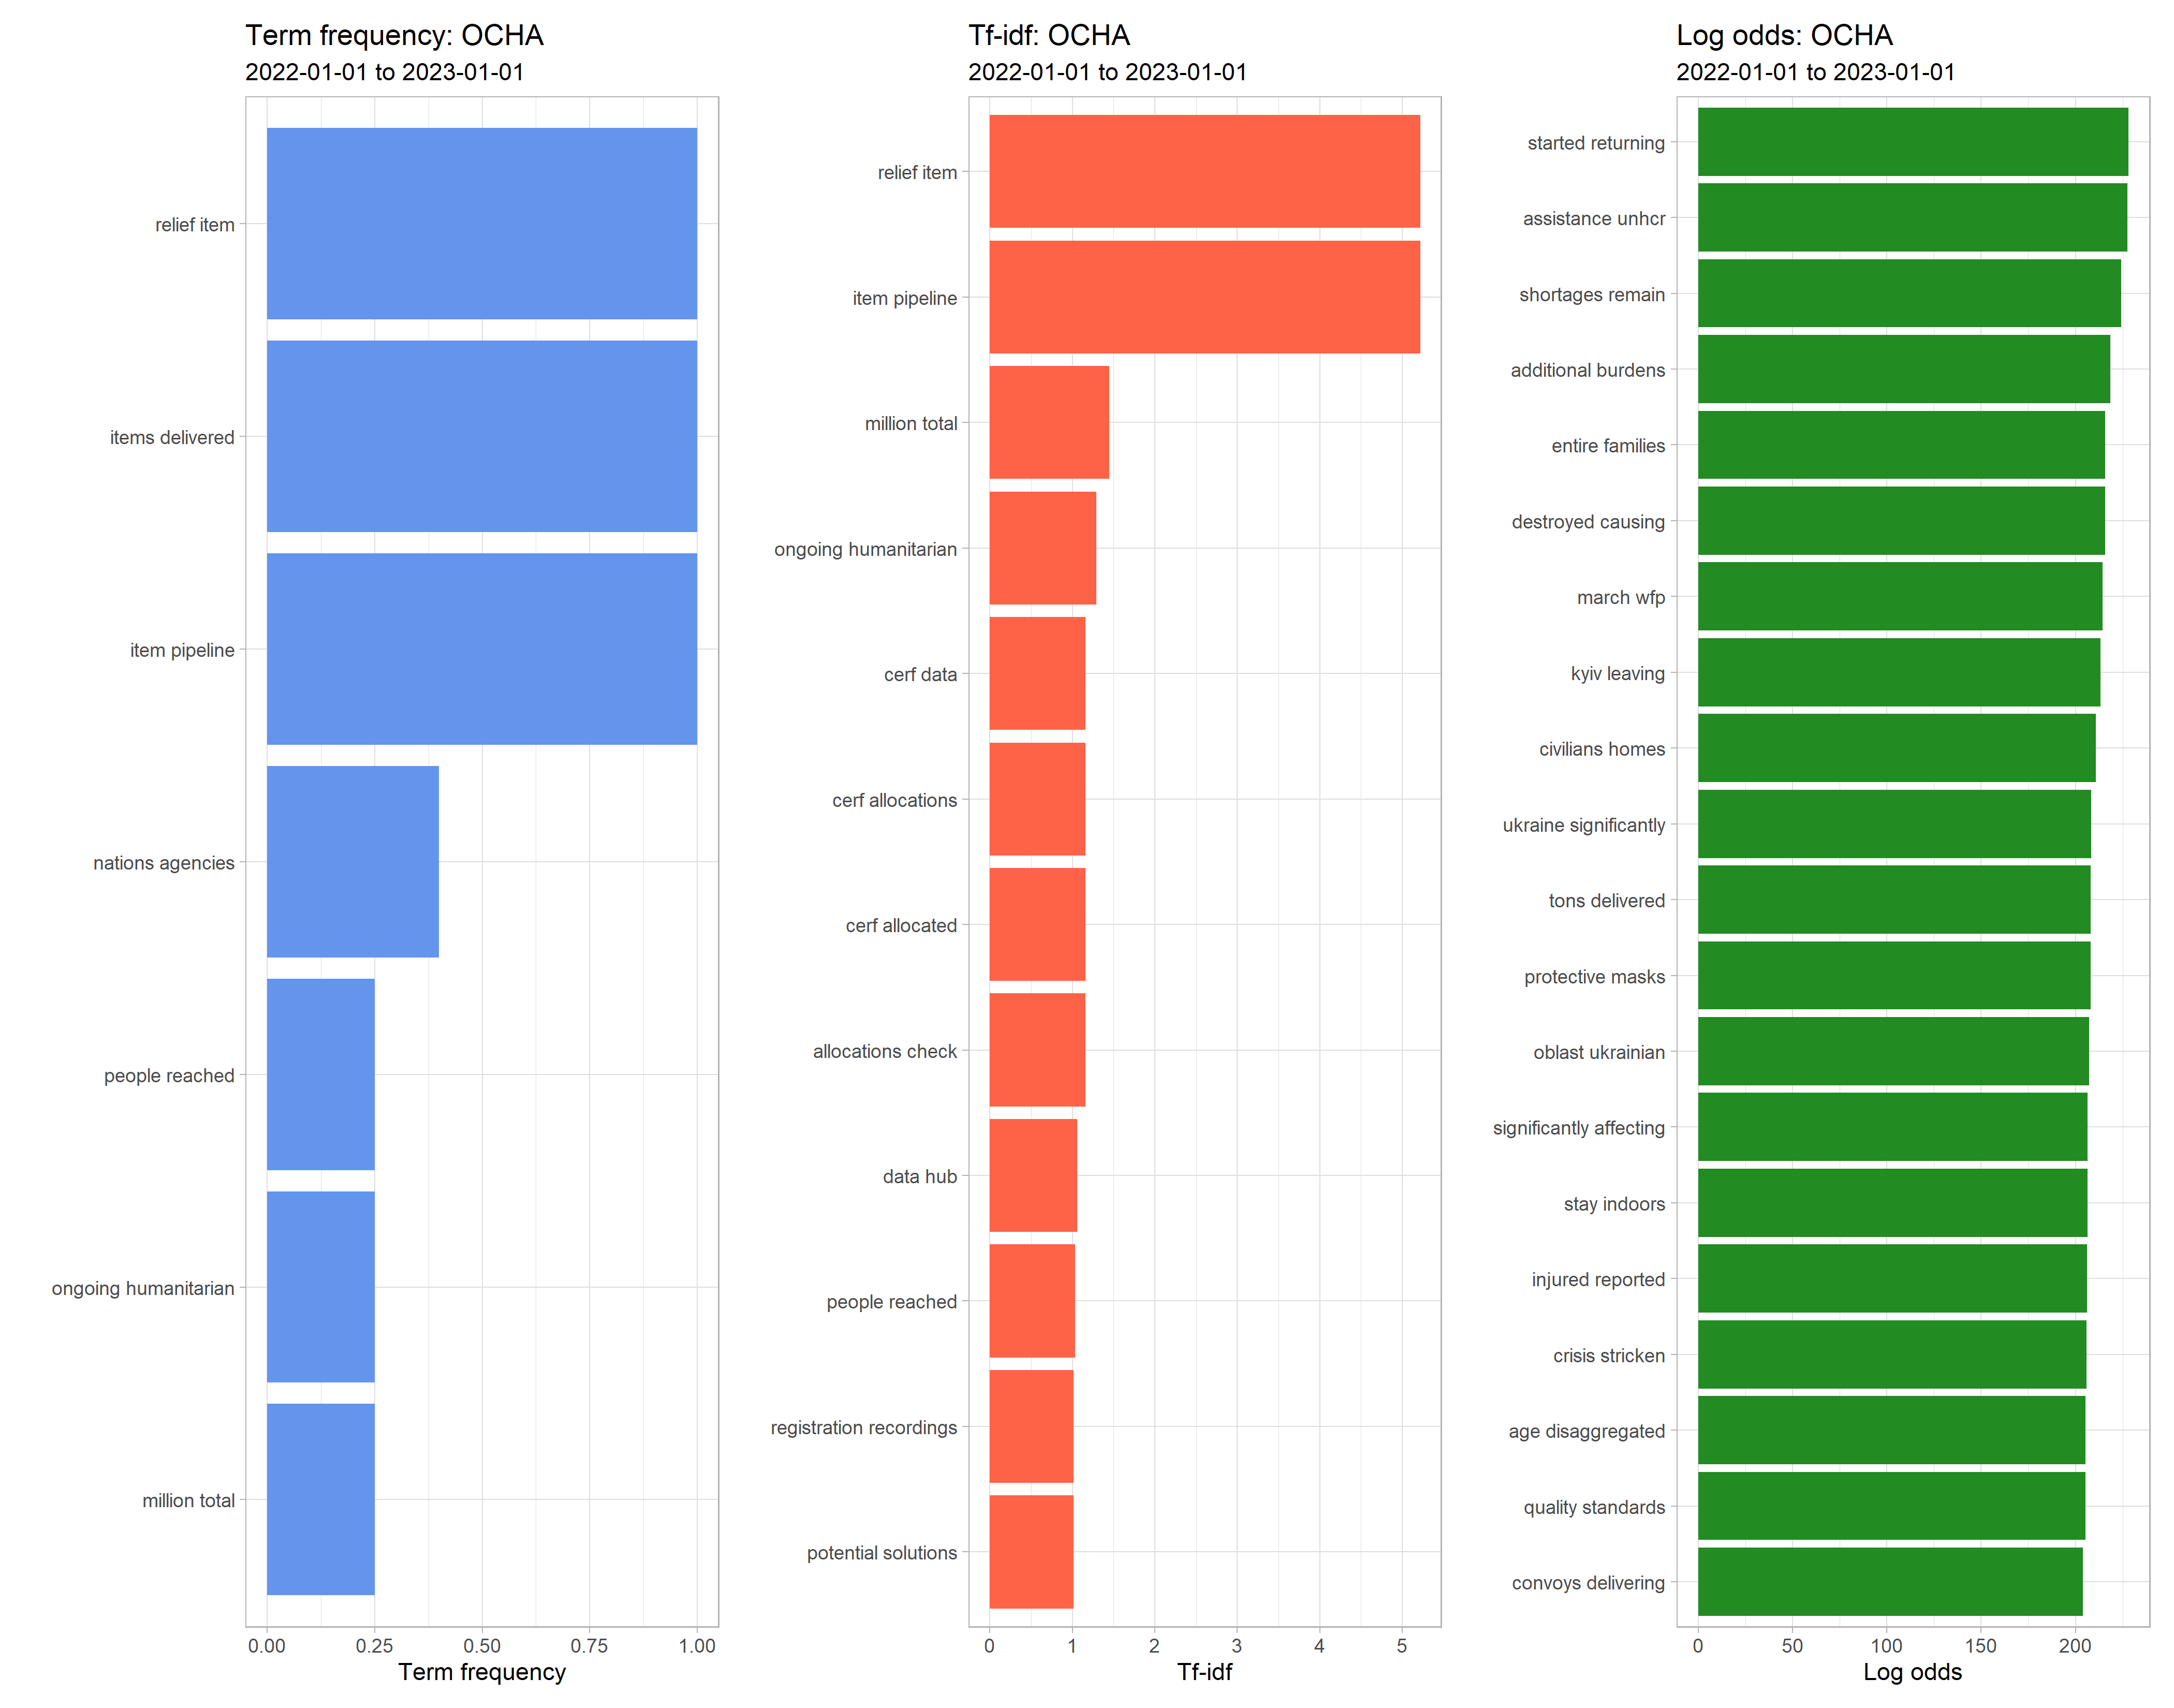 Term frequency: OCHA
2022-01-01 to 2023-01-01
relief item
items delivered
item pipeline
nations agencies
people reached
ongoing humanitarian
million total
0.00 0.25 0.50 0.75 1.00
Term frequency
Tf-idf: OCHA
2022-01-01 to 2023-01-01
relief item
item pipeline
million total
ongoing humanitarian
cerf data
cerf allocations
cerf allocated
allocations check
data hub
people reached
registration recordings
potential solutions
0 1 2 3 4 5
Tf-idf
Log odds: OCHA
2022-01-01 to 2023-01-01
started returning
assistance unhcr
shortages remain
additional burdens
entire families
destroyed causing
march wfp
kyiv leaving
civilians homes
ukraine significantly
tons delivered
protective masks
oblast ukrainian
significantly affecting
stay indoors
injured reported
crisis stricken
age disaggregated
quality standards
convoys delivering
0 50 100 150 200
Log odds